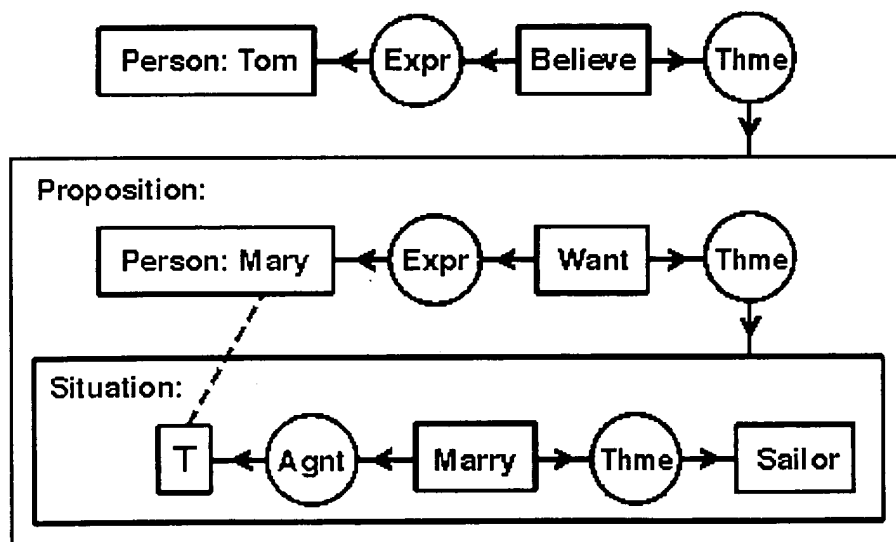 Person: Tom Expr Believe Thme
Proposition:
Person: Mary Expr Want Thme
Situation:
T Agnt Marry Thme Sailor